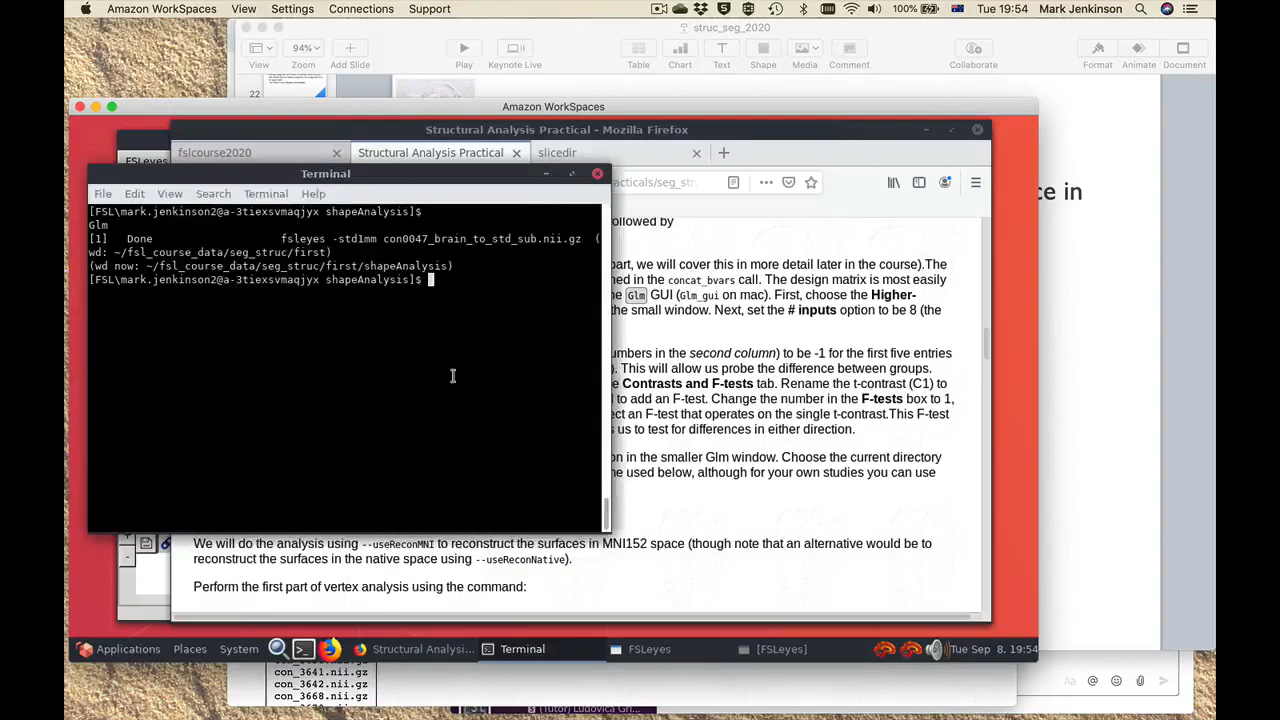 Amazon WorkSpaces View Settings Connections Support 100% Tue 19:54 Mark Jenkinson
struc_seg_2020
94%
View Zoom Add Slide Play Keynote Live Table Chart Text Shape Media Comment Collaborate Format Animate Document
22
Amazon WorkSpaces
ce in
Structural Analysis Practical - Mozilla Firefox
FSLeyes
fslcourse2020 Structural Analysis Practical slicedir
Terminal
acticals/seg_str
File Edit View Search Terminal Help
[FSL\mark.jenkinson2@a-3tiexsvmaqjyx shapeAnalysis]$
Glm
[1] Done fsleyes -std1mm con0047_brain_to_std_sub.nii.gz (
wd: ~/fsl_course_data/seg_struc/first)
(wd now: ~/fsl_course_data/seg_struc/first/shapeAnalysis)
[FSL\mark.jenkinson2@a-3tiexsvmaqjyx shapeAnalysis]$
ollowed by
part, we will cover this in more detail later in the course).The
ned in the concat_bvars call. The design matrix is most easily
he Glm GUI (Glm_gui on mac). First, choose the Higher-
the small window. Next, set the # inputs option to be 8 (the
umbers in the second column) to be -1 for the first five entries
). This will allow us probe the difference between groups.
e Contrasts and F-tests tab. Rename the t-contrast (C1) to
l to add an F-test. Change the number in the F-tests box to 1,
ect an F-test that operates on the single t-contrast.This F-test
s us to test for differences in either direction.
on in the smaller Glm window. Choose the current directory
me used below, although for your own studies you can use
We will do the analysis using --useReconMNI to reconstruct the surfaces in MNI152 space (though note that an alternative would be to
reconstruct the surfaces in the native space using --useReconNative).
Perform the first part of vertex analysis using the command:
Applications Places System Structural Analysi... Terminal FSLeyes [FSLeyes] Tue Sep 8, 19:54
con_3641.nii.gz
con_3642.nii.gz
con_3668.nii.gz
Aa
(Tutor) Ludovica Gri...